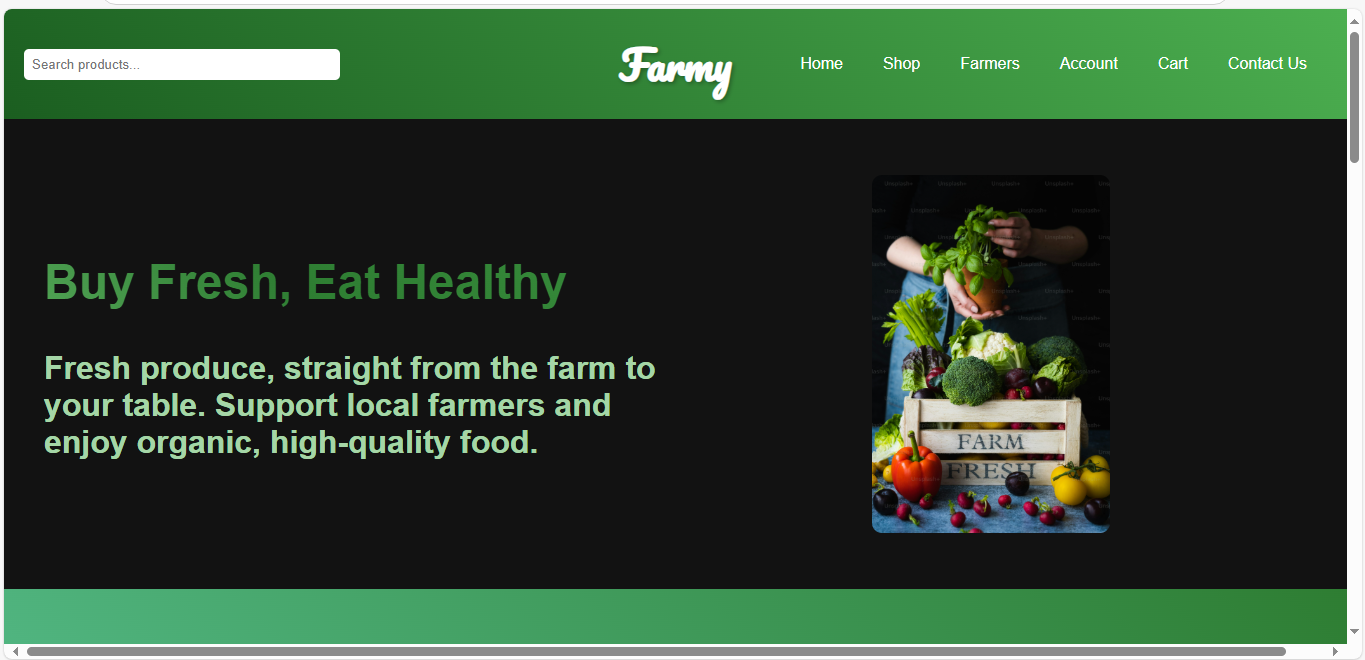 Search products...
Farmy
Home
Shop
Farmers
Account
Cart
Contact Us
Buy Fresh, Eat Healthy
Fresh produce, straight from the farm to
your table. Support local farmers and
enjoy organic, high-quality food.
Unsplash+
FARM
FRESH